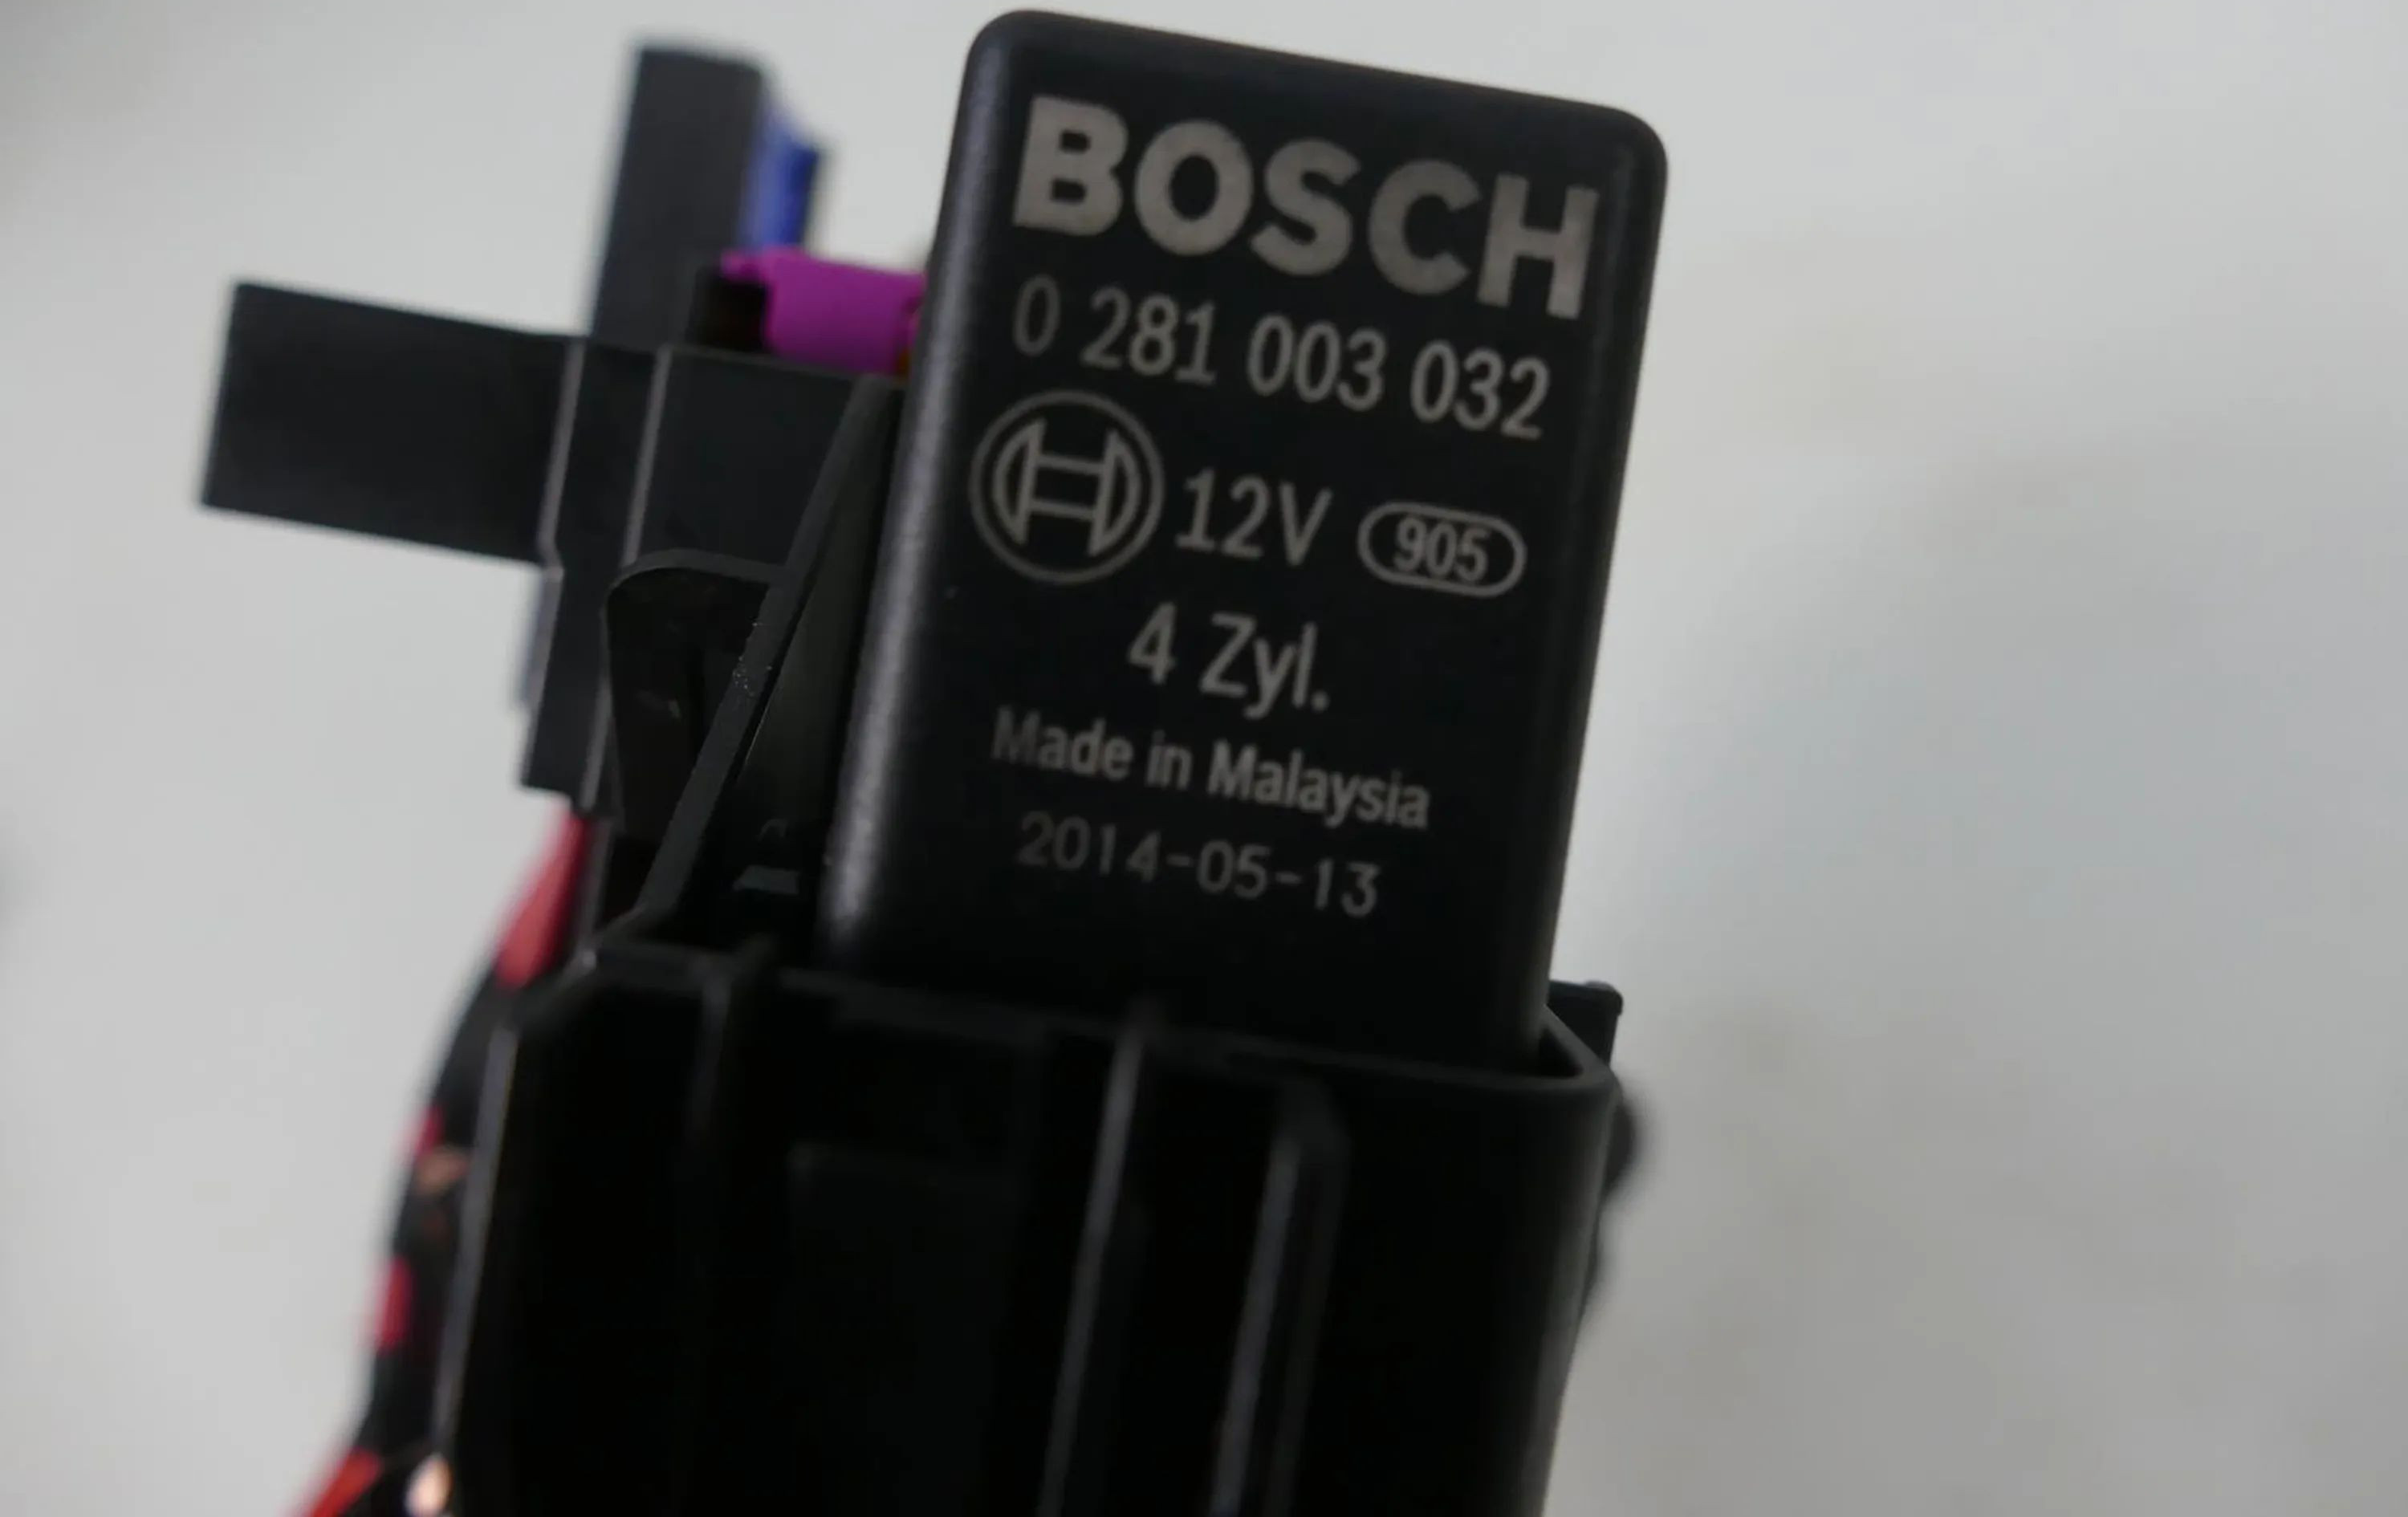 BOSCH
0 281 003 032
12V 905
4 Zyl.
Made in Malaysia
2014-05-13